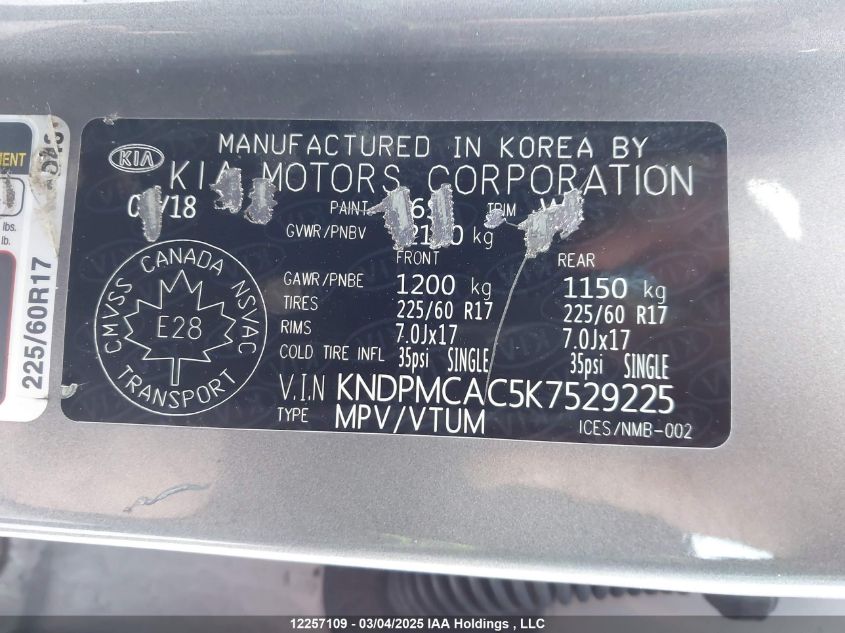 MENT
lbs.
lb.
225/60R17
KIA
MANUFACTURED IN KOREA BY
KIA MOTORS CORPORATION
PAINT TRIM
GVWR/PNBV kg
FRONT REAR
GAWR/PNBE 1200 kg 1150 kg
TIRES 225/60 R17 225/60 R17
RIMS 7.0Jx17 7.0Jx17
COLD TIRE INFL 35psi SINGLE 35psi SINGLE
V.I.N KNDPMCAC5K7529225
TYPE MPV/VTUM
ICES/NMB-002
CANADA
CMVSS NSVAC
E28
TRANSPORT
12257109 - 03/04/2025 IAA Holdings, LLC